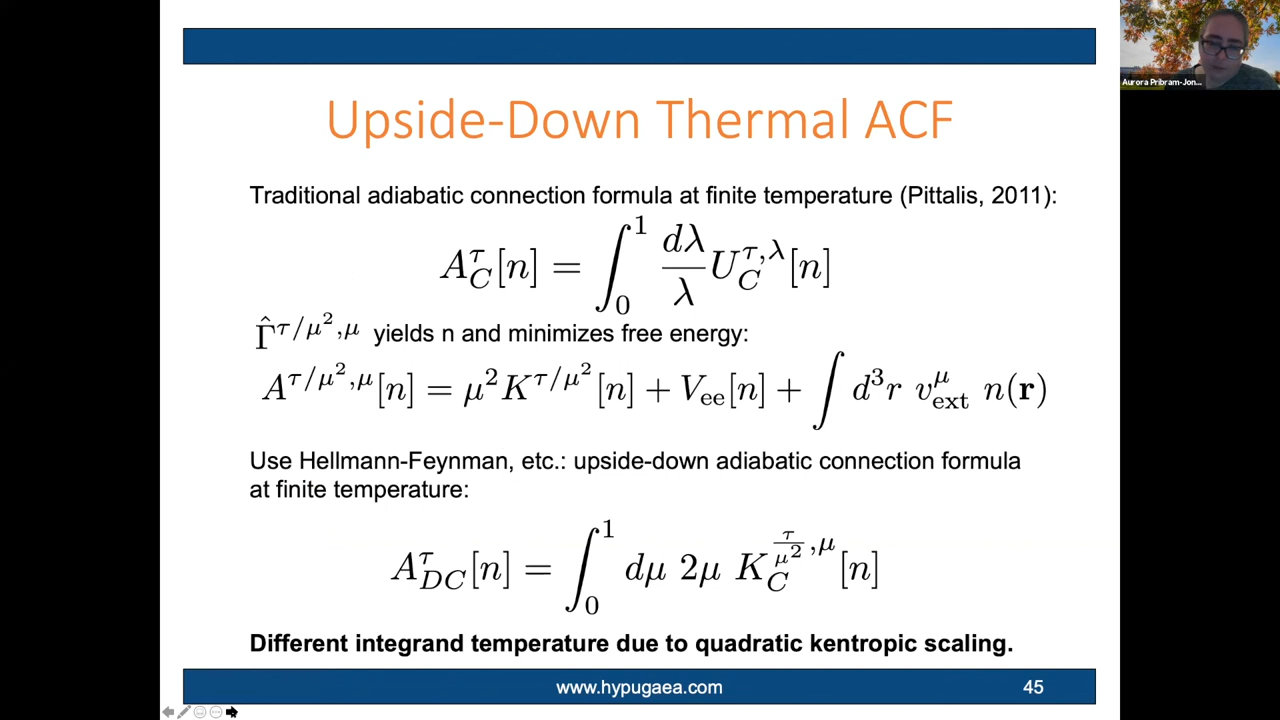 Aurora Pribram-Jon...
Upside-Down Thermal ACF
Traditional adiabatic connection formula at finite temperature (Pittalis, 2011):
A_C^τ[n] = ∫_0^1 dλ/λ U_C^{τ,λ}[n]
Γ̂^{τ/μ²,μ} yields n and minimizes free energy:
A^{τ/μ²,μ}[n] = μ²K^{τ/μ²}[n] + V_ee[n] + ∫ d³r v_ext^μ n(r)
Use Hellmann-Feynman, etc.: upside-down adiabatic connection formula
at finite temperature:
A_{DC}^τ[n] = ∫_0^1 dμ 2μ K_C^{τ/μ²,μ}[n]
Different integrand temperature due to quadratic kentropic scaling.
www.hypugaea.com 45